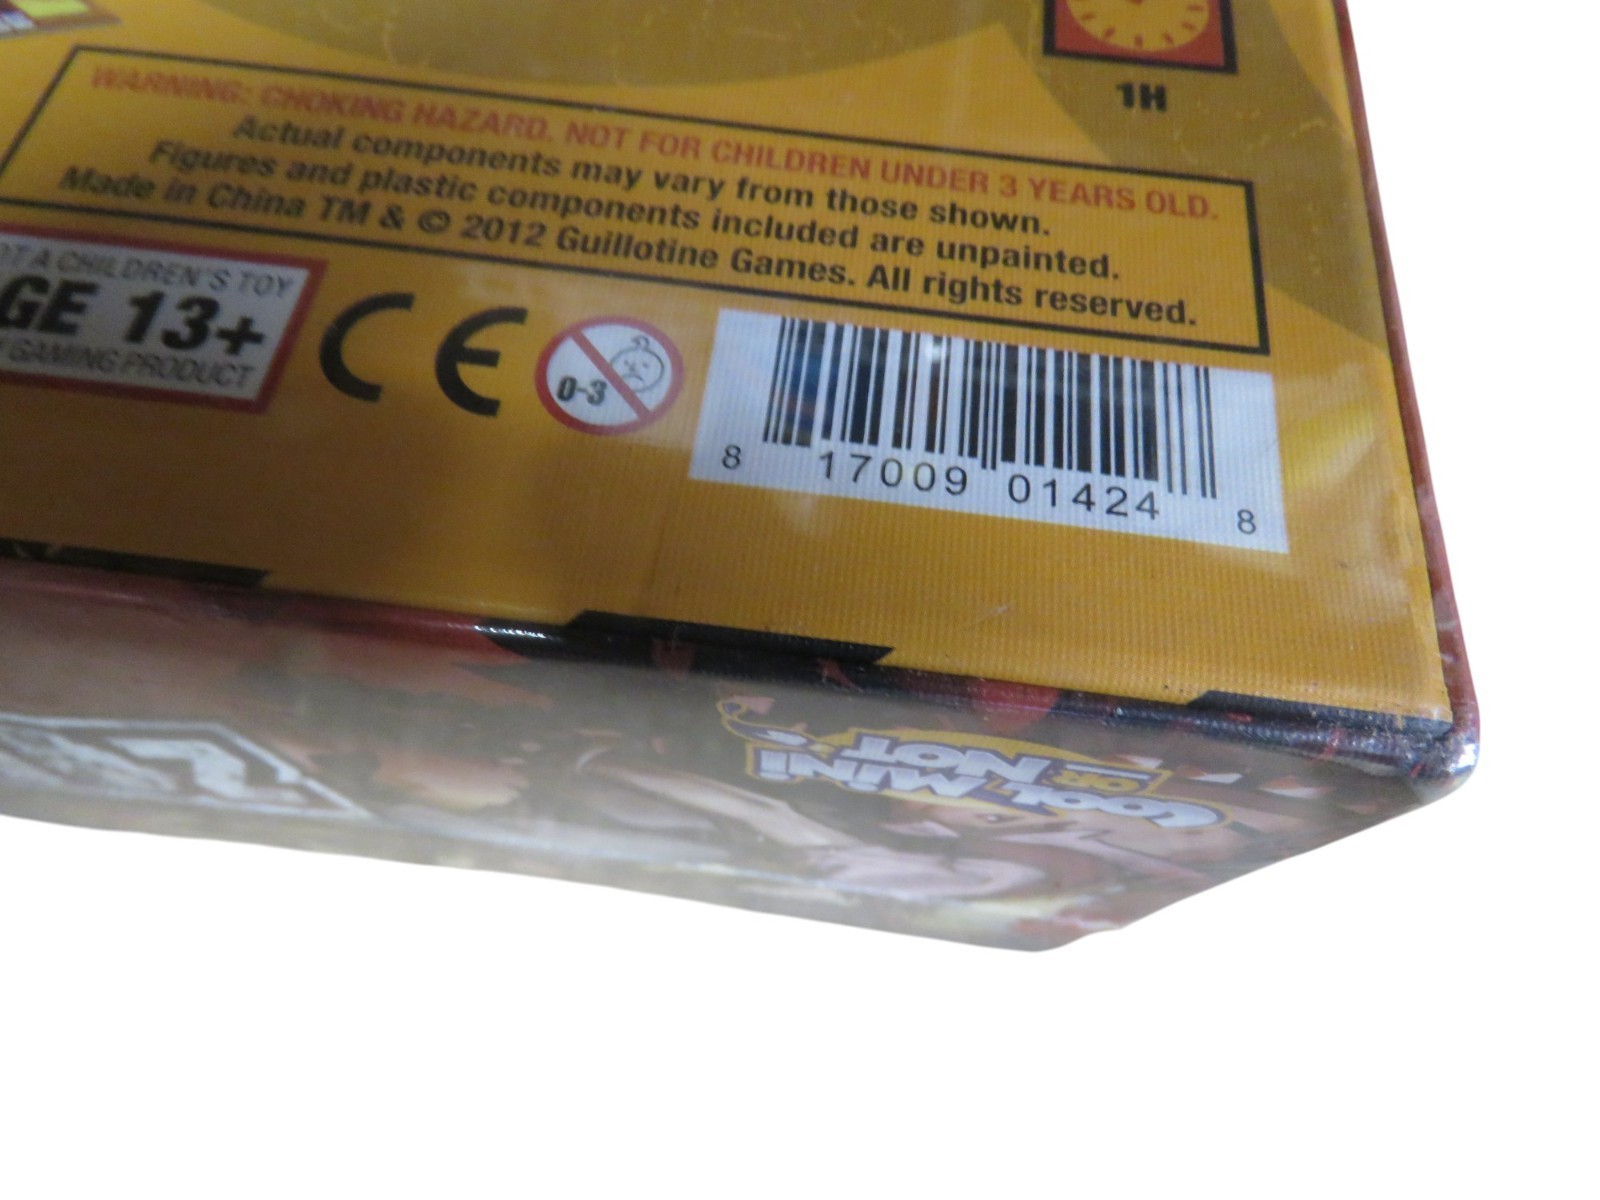 1H
WARNING: CHOKING HAZARD. NOT FOR CHILDREN UNDER 3 YEARS OLD.
Actual components may vary from those shown.
Figures and plastic components included are unpainted.
Made in China TM & © 2012 Guillotine Games. All rights reserved.
OT A CHILDREN'S TOY
GE 13+
GAMING PRODUCT
CE
0-3
8 17009 01424 8
COOL MINI
OR NOT